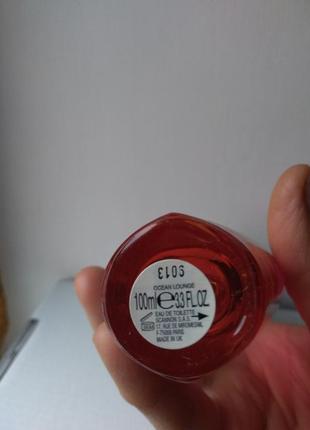 S013
OCEAN LOUNGE
100ml e 3.3 FL.OZ
EAU DE TOILETTE
SCANNON S.A.S.
17, RUE DE MIROMESNIL
F-75008 PARIS
MADE IN UK